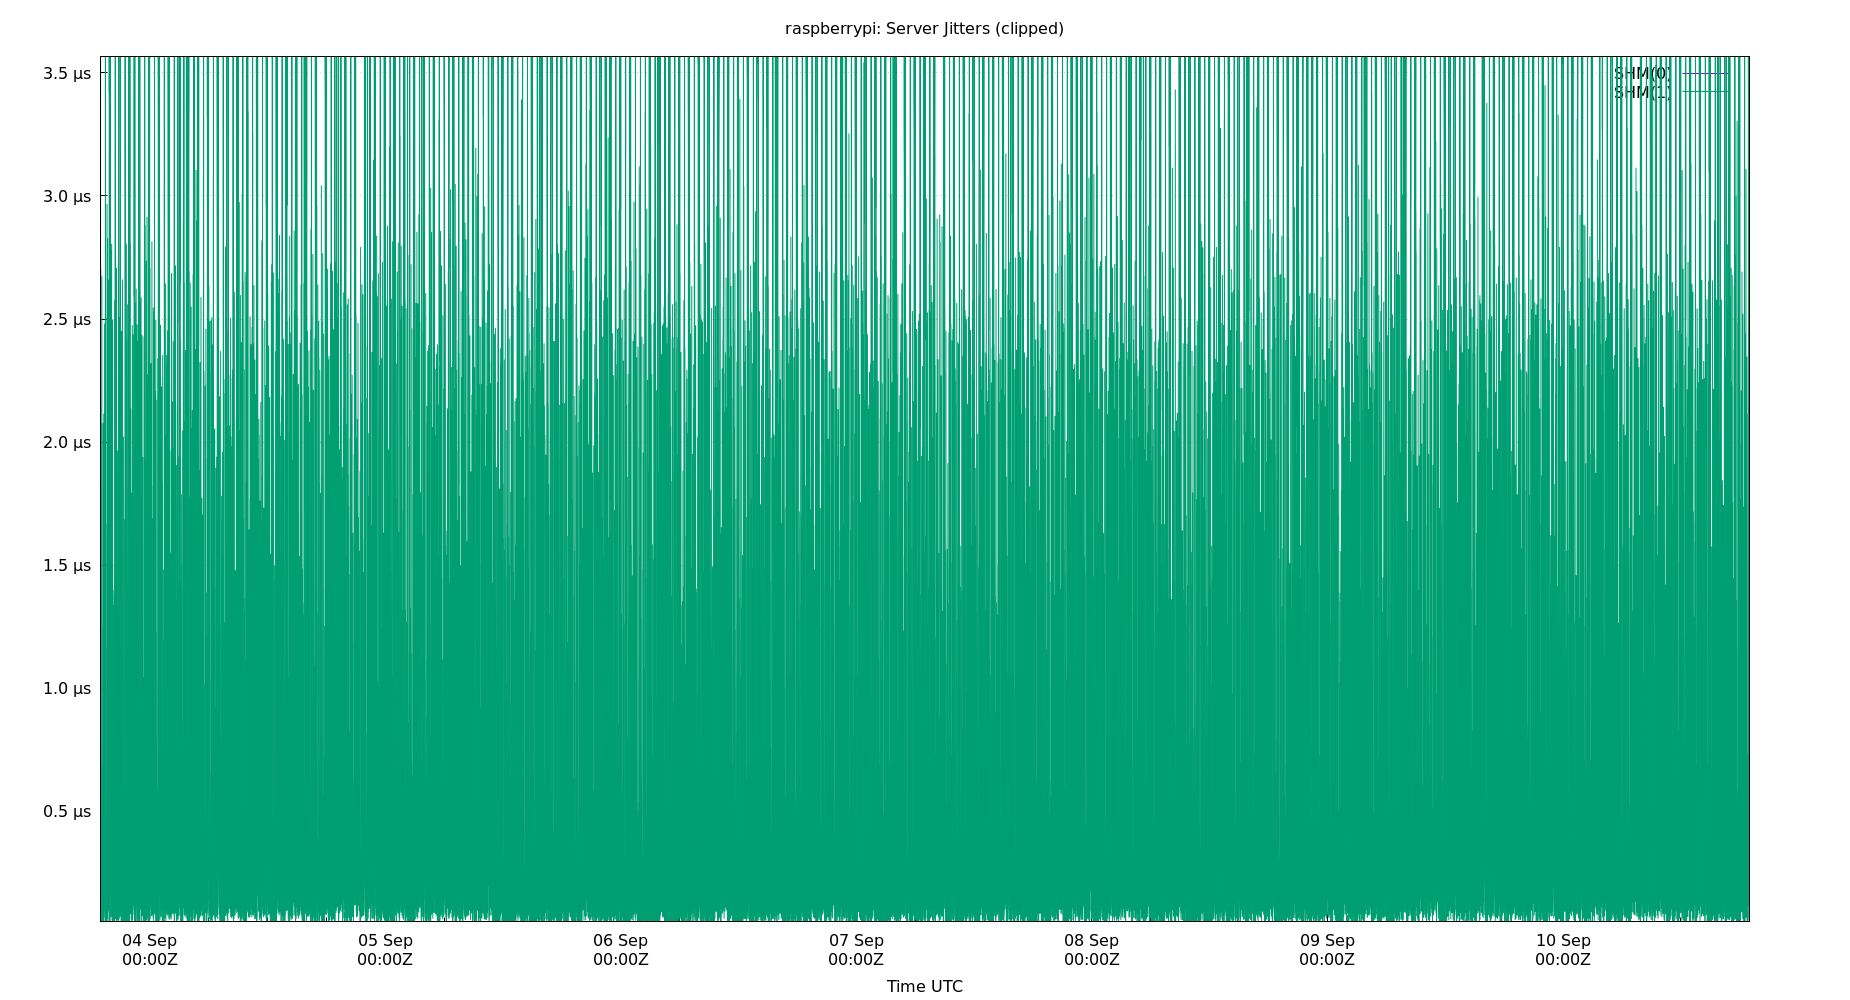 raspberrypi: Server Jitters (clipped)
3.5 μs
SHM(0)
SHM(1)
3.0 μs
2.5 μs
2.0 μs
1.5 μs
1.0 μs
0.5 μs
04 Sep 05 Sep 06 Sep 07 Sep 08 Sep 09 Sep 10 Sep
00:00Z 00:00Z 00:00Z 00:00Z 00:00Z 00:00Z 00:00Z
Time UTC